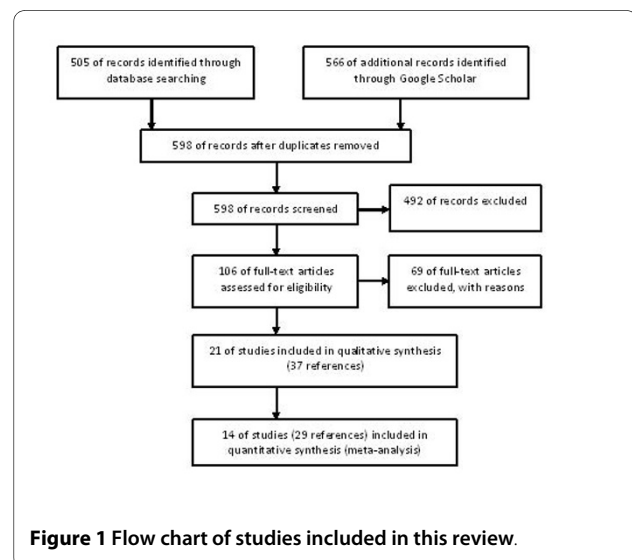 505 of records identified through
database searching
566 of additional records identified
through Google Scholar
598 of records after duplicates removed
598 of records screened
492 of records excluded
106 of full-text articles
assessed for eligibility
69 of full-text articles
excluded, with reasons
21 of studies included in qualitative synthesis
(37 references)
14 of studies (29 references) included in
quantitative synthesis (meta-analysis)
Figure 1 Flow chart of studies included in this review.